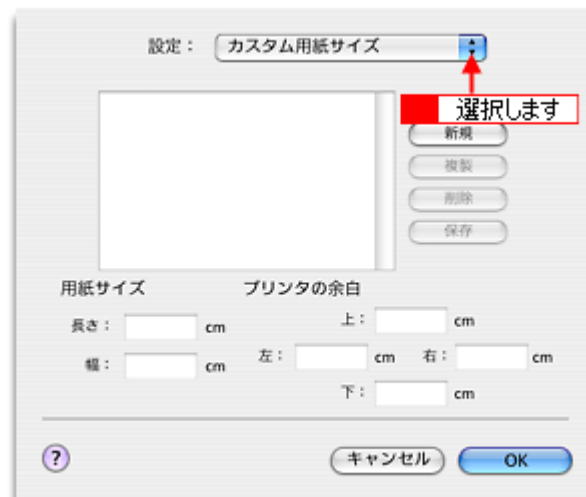 設定： カスタム用紙サイズ
選択します
新規
複製
削除
保存
用紙サイズ プリンタの余白
長さ： cm 上： cm
幅： cm 左： cm 右： cm
下： cm
? キャンセル OK